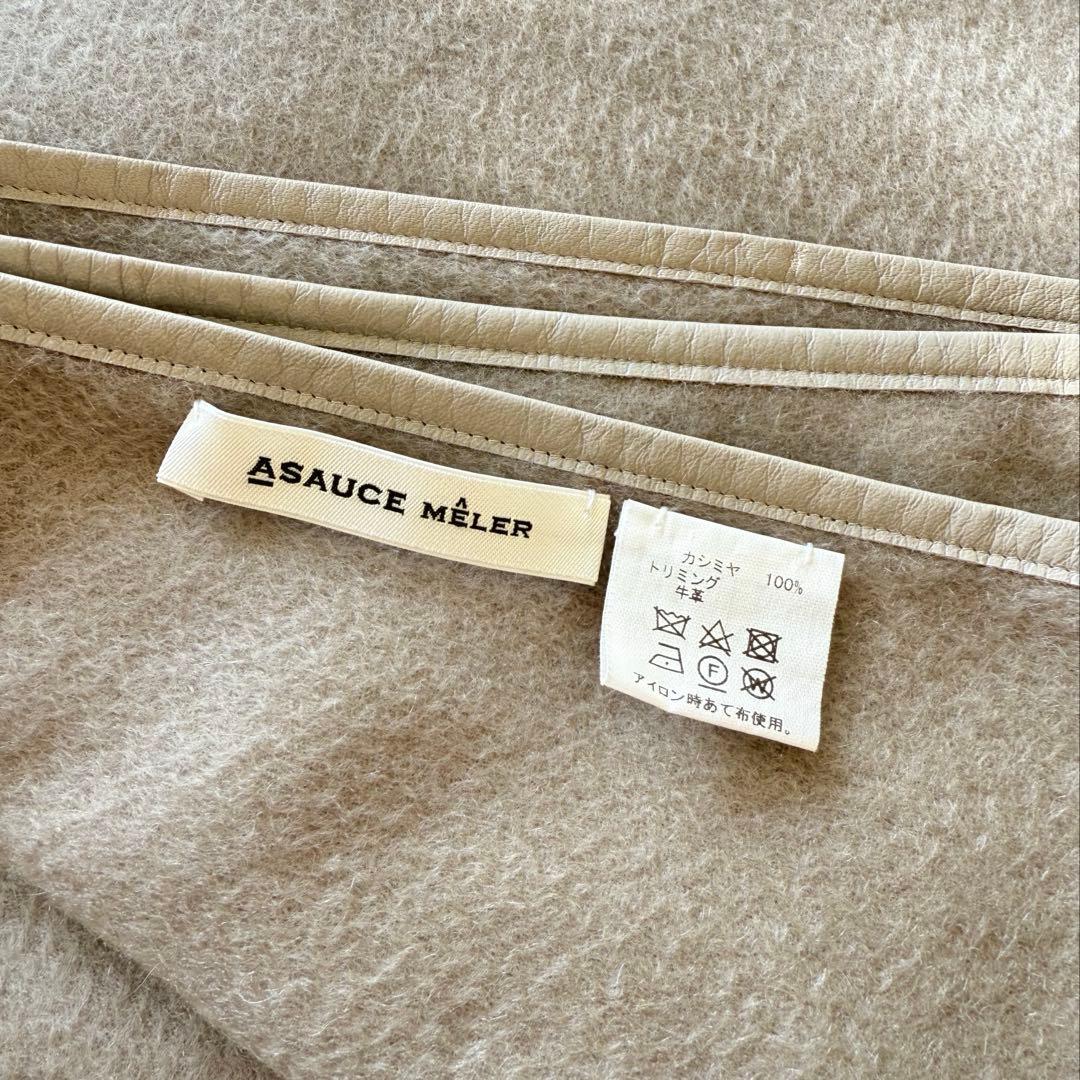 ASAUCE MÊLER
カシミヤ 100%
トリミング
牛革
F
W
アイロン時あて布使用。